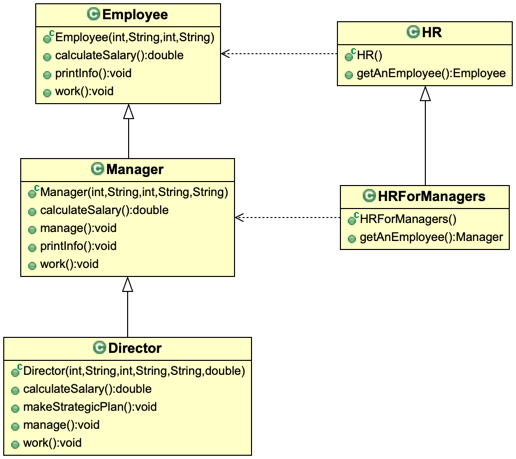 Employee
Employee(int,String,int,String)
calculateSalary():double
printInfo():void
work():void
HR
HR()
getAnEmployee():Employee
Manager
Manager(int,String,int,String,String)
calculateSalary():double
manage():void
printInfo():void
work():void
HRForManagers
HRForManagers()
getAnEmployee():Manager
Director
Director(int,String,int,String,String,double)
calculateSalary():double
makeStrategicPlan():void
manage():void
work():void